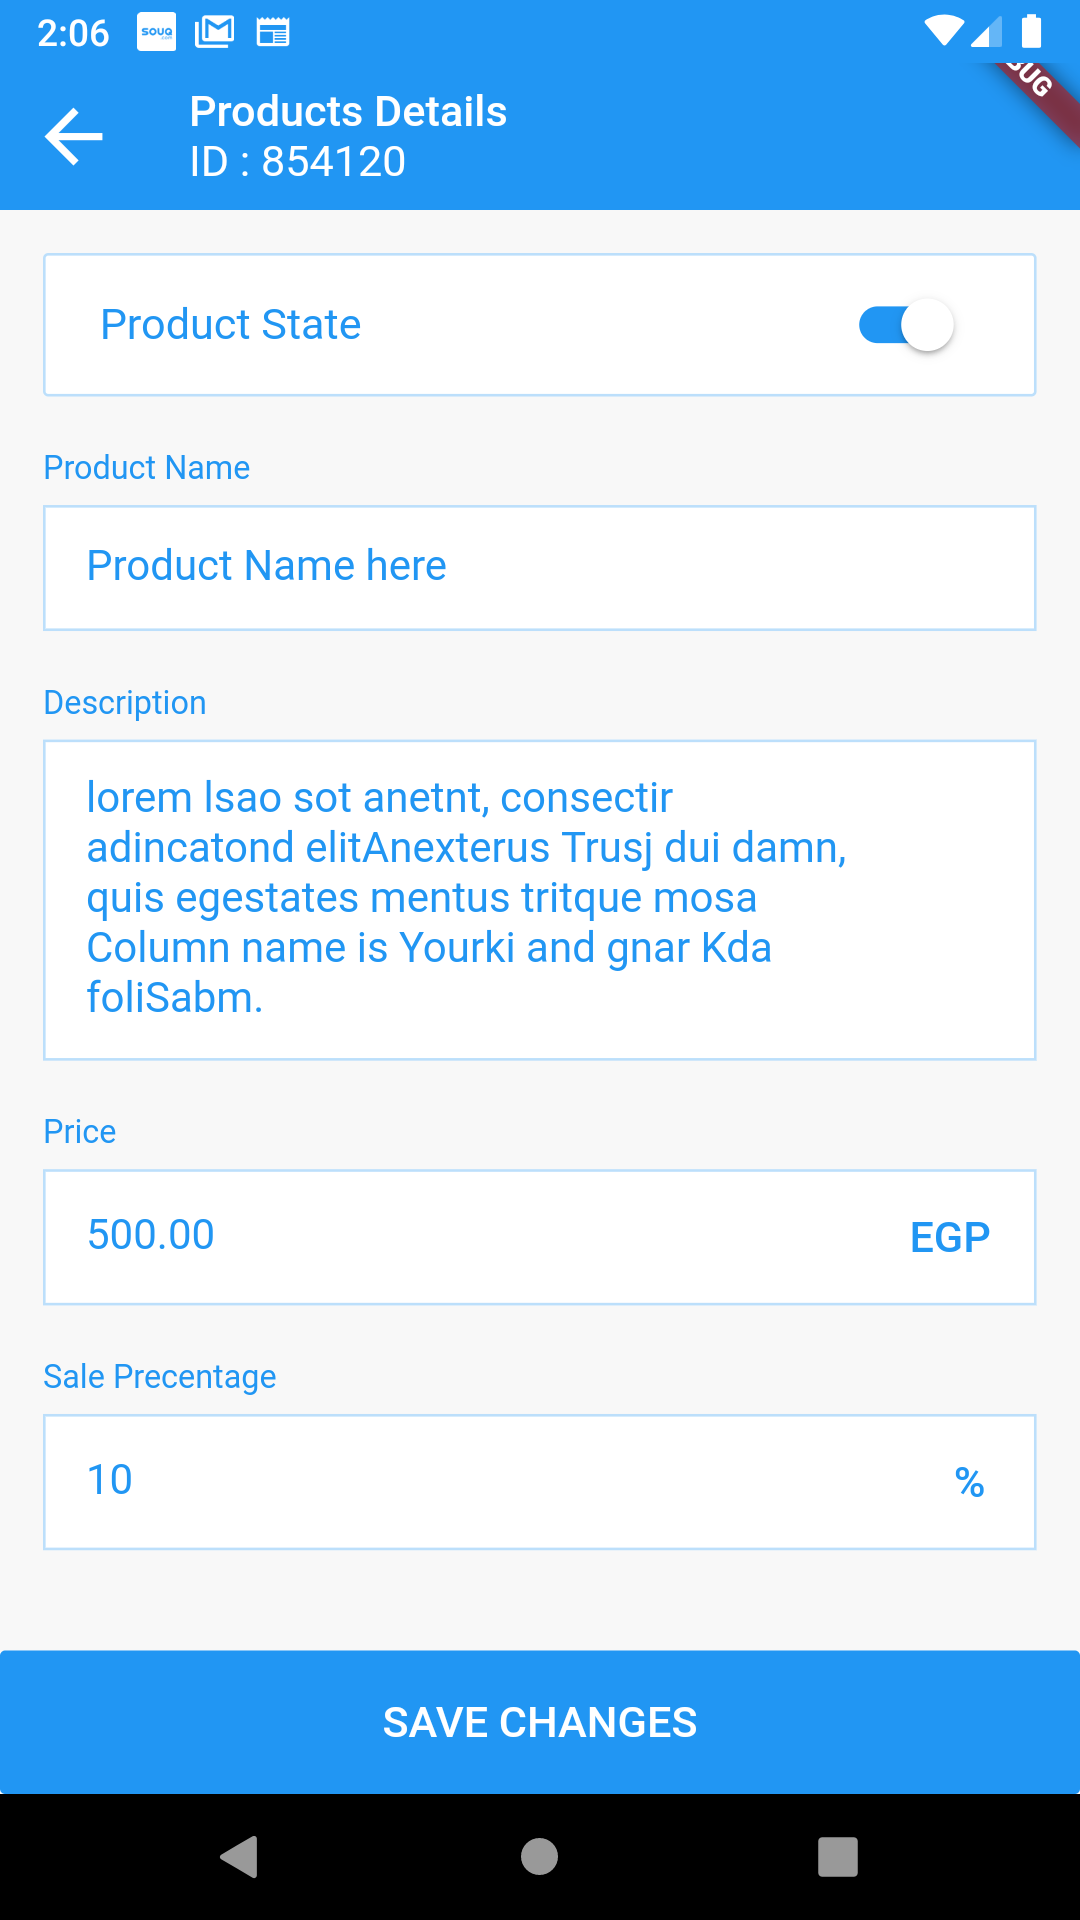 2:06
souq
Products Details
ID : 854120
Product State
Product Name
Product Name here
Description
lorem lsao sot anetnt, consectir
adincatond elitAnexterus Trusj dui damn,
quis egestates mentus tritque mosa
Column name is Yourki and gnar Kda
foliSabm.
Price
500.00 EGP
Sale Precentage
10 %
SAVE CHANGES